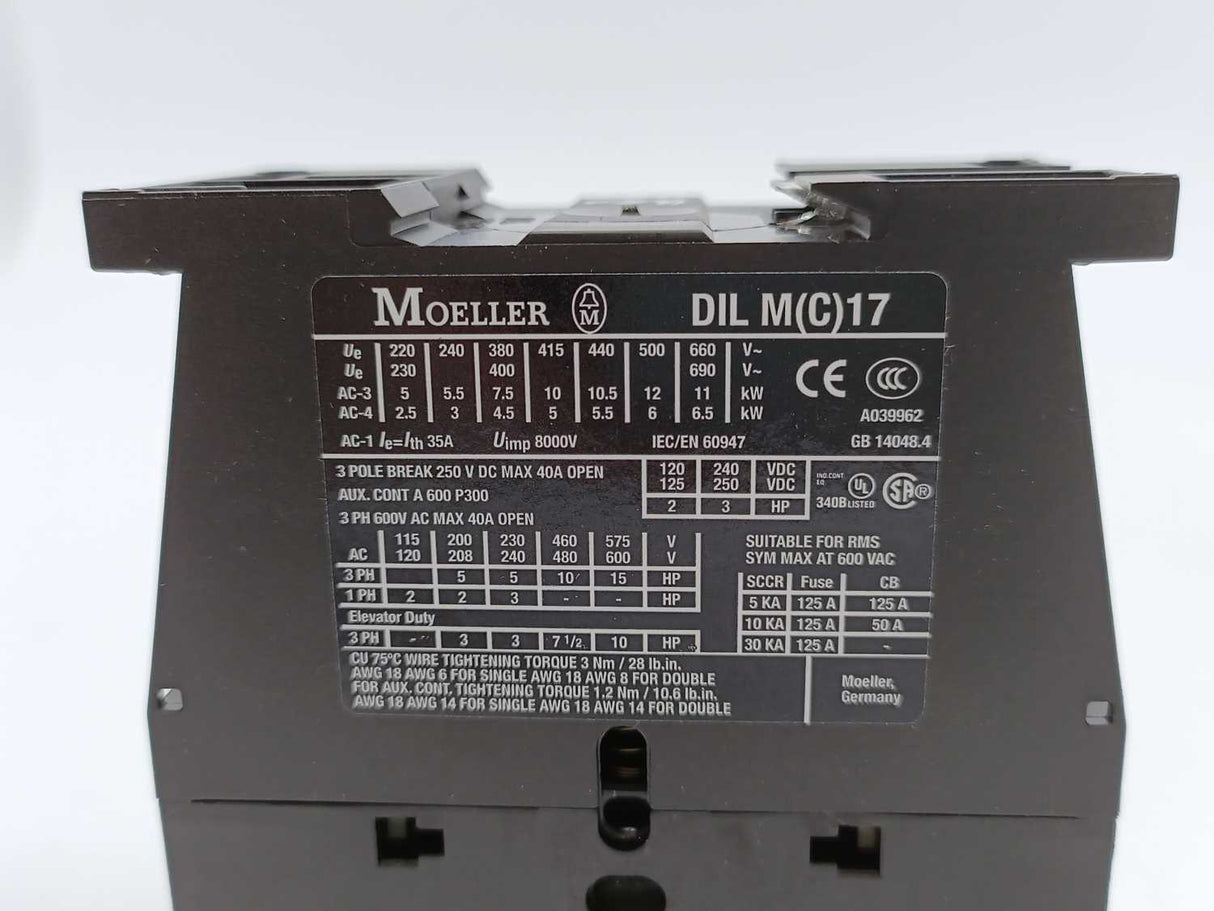 MOELLER M DIL M(C)17
Ue 220 240 380 415 440 500 660 V~
Ue 230 400 690 V~
AC-3 5 5.5 7.5 10 10.5 12 11 kW
AC-4 2.5 3 4.5 5 5.5 6 6.5 kW
CE CCC
A039962
AC-1 Ie=Ith 35A Uimp 8000V IEC/EN 60947 GB 14048.4
3 POLE BREAK 250 V DC MAX 40A OPEN
AUX. CONT A 600 P300
3 PH 600V AC MAX 40A OPEN
120 240 VDC
125 250 VDC
2 3 HP
IND.CONT
EQ
UL
340B LISTED
SA®
115 200 230 460 575 V
AC 120 208 240 480 600 V
3 PH 5 5 10 15 HP
1 PH 2 2 3 - - HP
Elevator Duty
3 PH - 3 3 7 1/2 10 HP
SUITABLE FOR RMS
SYM MAX AT 600 VAC
SCCR Fuse CB
5 KA 125 A 125 A
10 KA 125 A 50 A
30 KA 125 A -
CU 75°C WIRE TIGHTENING TORQUE 3 Nm / 28 lb.in.
AWG 18 AWG 6 FOR SINGLE AWG 18 AWG 8 FOR DOUBLE
FOR AUX. CONT. TIGHTENING TORQUE 1.2 Nm / 10.6 lb.in.
AWG 18 AWG 14 FOR SINGLE AWG 18 AWG 14 FOR DOUBLE
Moeller,
Germany